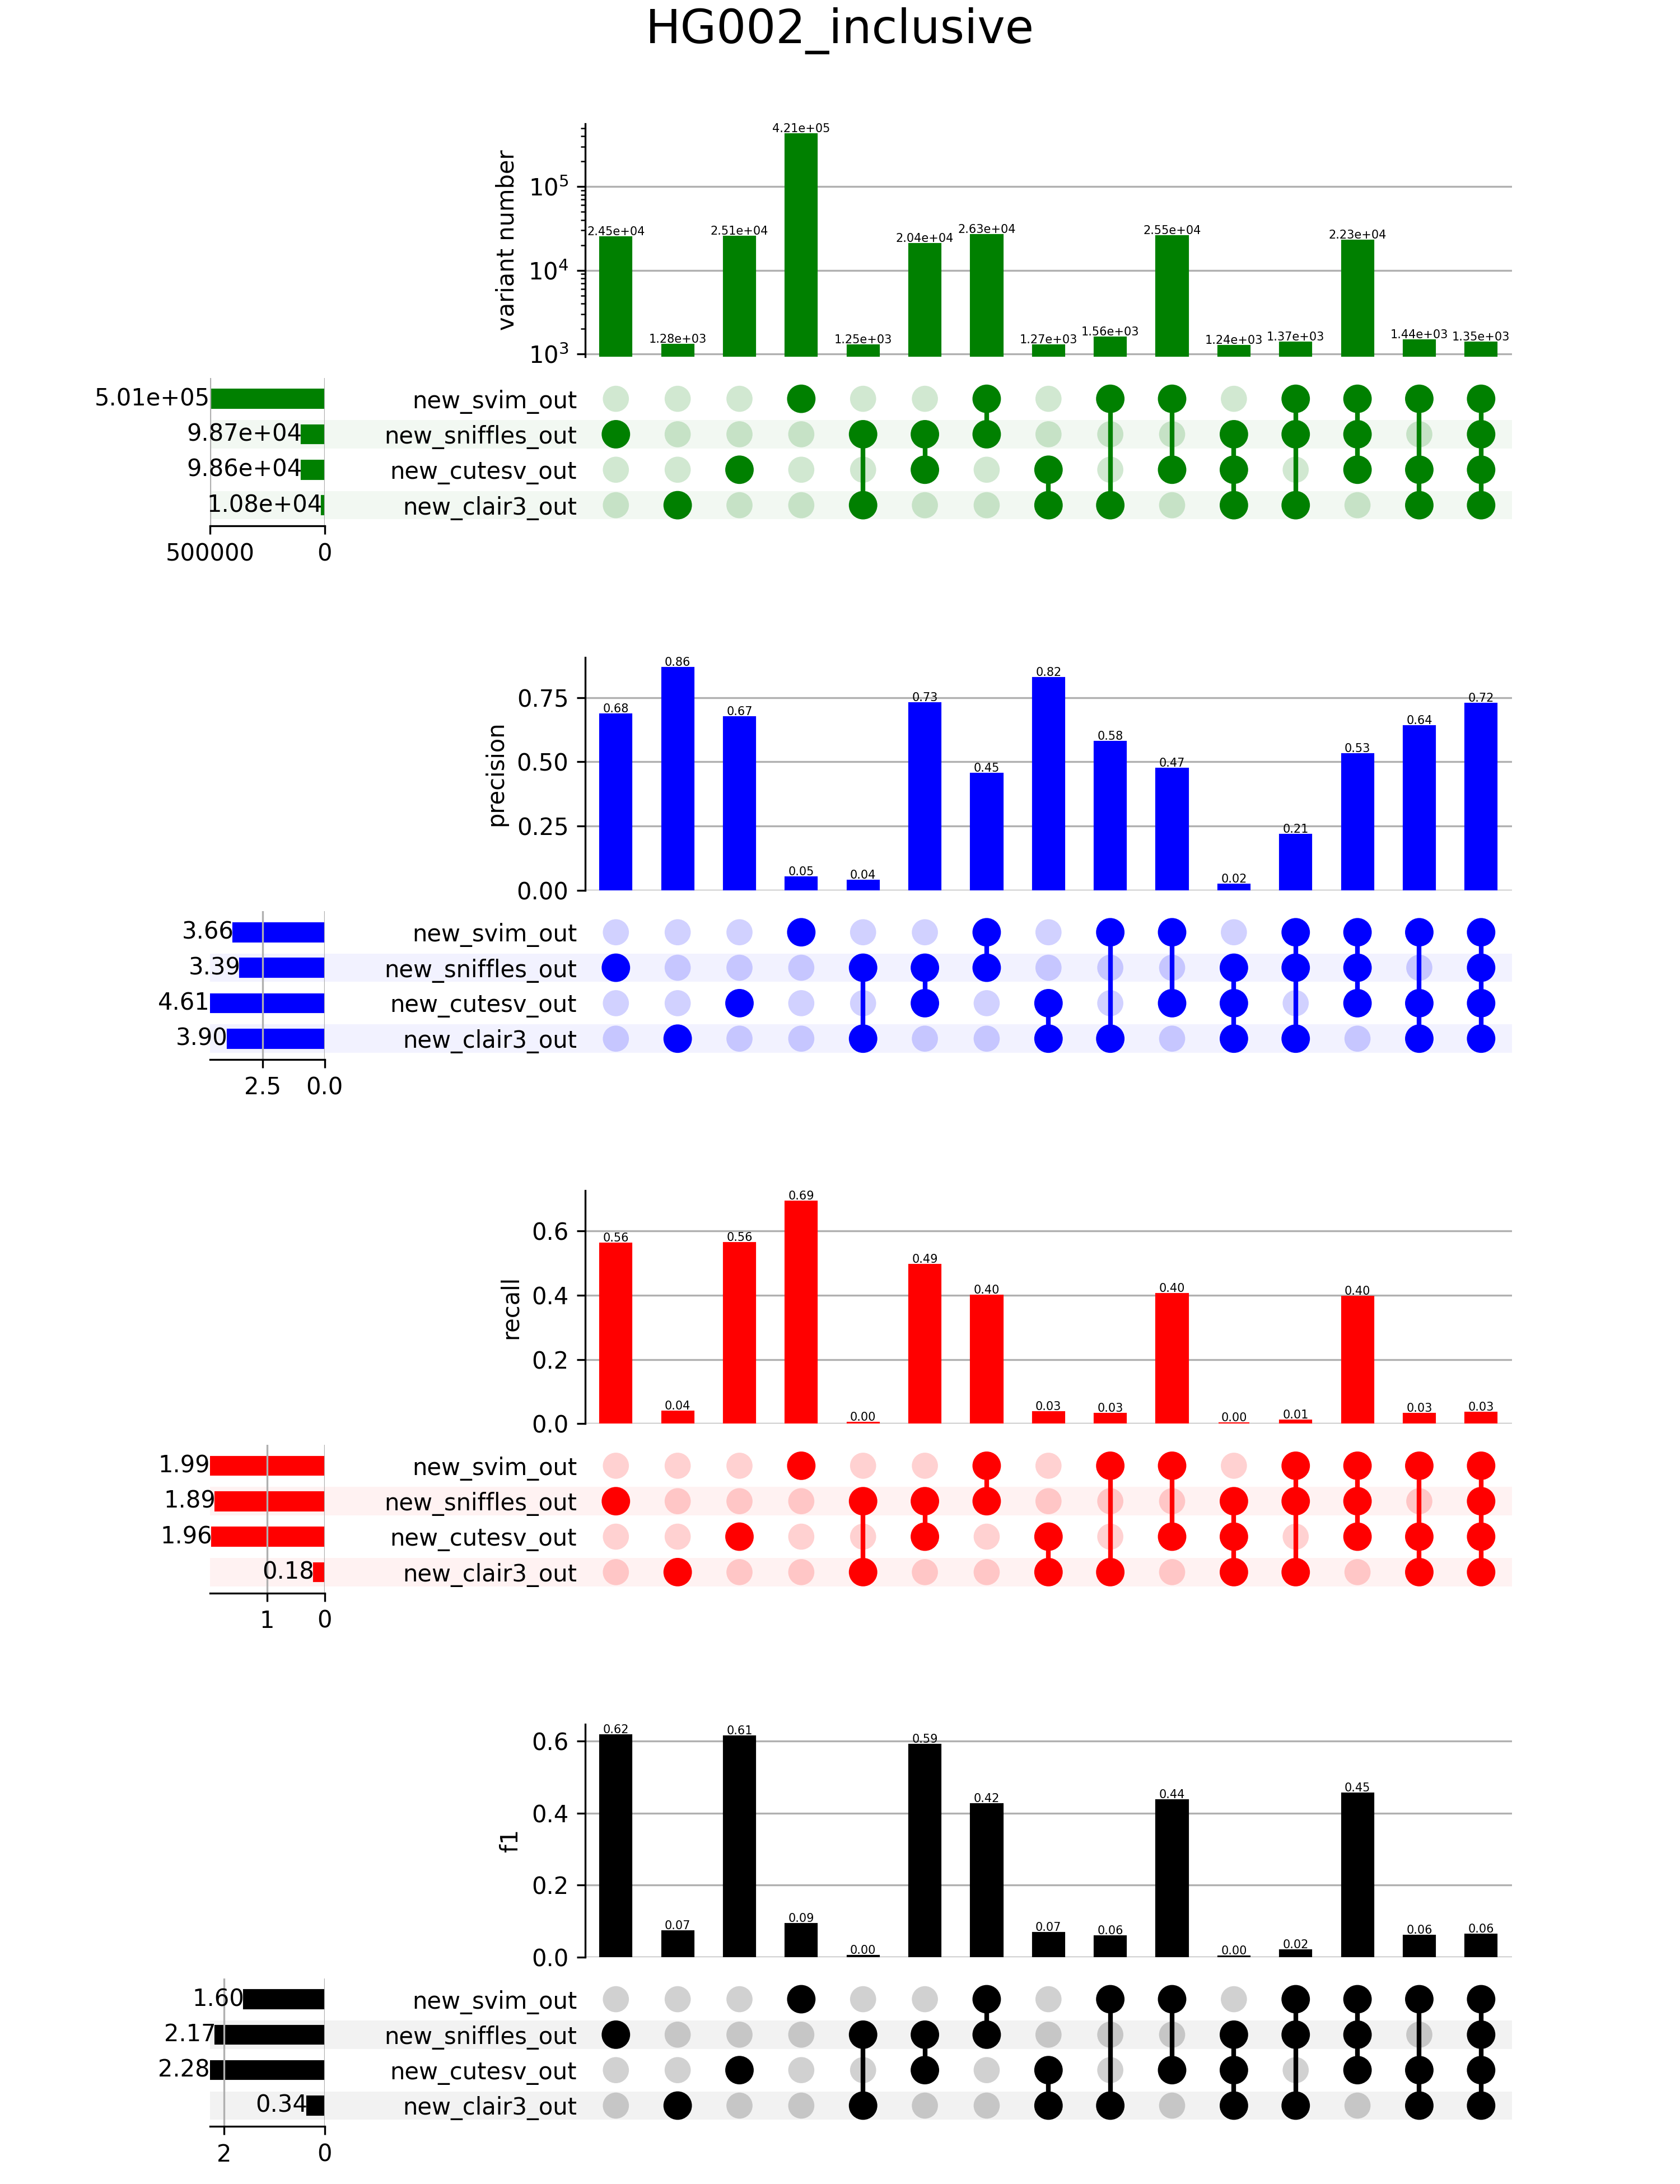 HG002_inclusive
variant number
10^5
10^4
10^3
2.45e+04 1.28e+03 2.51e+04 4.21e+05 1.25e+03 2.04e+04 2.63e+04 1.27e+03 1.56e+03 2.55e+04 1.24e+03 1.37e+03 2.23e+04 1.44e+03 1.35e+03
5.01e+05 new_svim_out
9.87e+04 new_sniffles_out
9.86e+04 new_cutesv_out
1.08e+04 new_clair3_out
500000 0
precision
0.75
0.50
0.25
0.00
0.68 0.86 0.67 0.05 0.04 0.73 0.45 0.82 0.58 0.47 0.02 0.21 0.53 0.64 0.72
3.66 new_svim_out
3.39 new_sniffles_out
4.61 new_cutesv_out
3.90 new_clair3_out
2.5 0.0
recall
0.6
0.4
0.2
0.0
0.56 0.04 0.56 0.69 0.00 0.49 0.40 0.03 0.03 0.40 0.00 0.01 0.40 0.03 0.03
1.99 new_svim_out
1.89 new_sniffles_out
1.96 new_cutesv_out
0.18 new_clair3_out
1 0
f1
0.6
0.4
0.2
0.0
0.62 0.07 0.61 0.09 0.00 0.59 0.42 0.07 0.06 0.44 0.00 0.02 0.45 0.06 0.06
1.60 new_svim_out
2.17 new_sniffles_out
2.28 new_cutesv_out
0.34 new_clair3_out
2 0